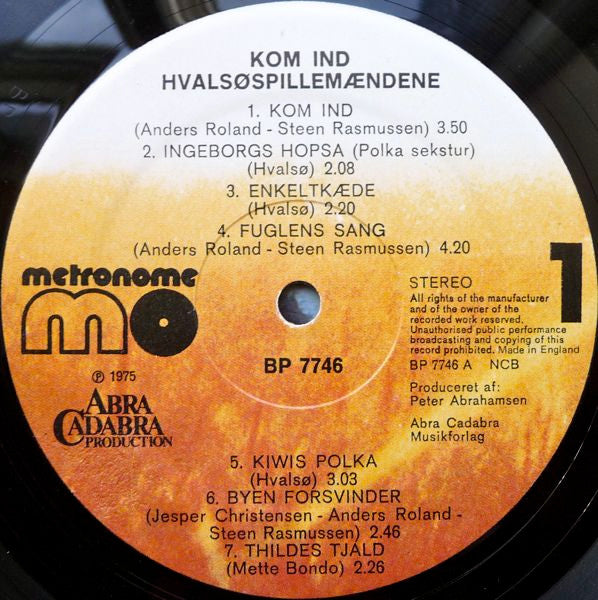 KOM IND
HVALSØSPILLEMÆNDENE
1. KOM IND
(Anders Roland - Steen Rasmussen) 3.50
2. INGEBORGS HOPSA (Polka sekstur)
(Hvalsø) 2.08
3. ENKELTKÆDE
(Hvalsø) 2.20
4. FUGLENS SANG
(Anders Roland - Steen Rasmussen) 4.20
metronome
mo
℗ 1975
ABRA
CADABRA
PRODUCTION
BP 7746
1
STEREO
All rights of the manufacturer
and of the owner of the
recorded work reserved.
Unauthorised public performance
broadcasting and copying of this
record prohibited. Made in England
BP 7746 A NCB
Produceret af:
Peter Abrahamsen
Abra Cadabra
Musikforlag
5. KIWIS POLKA
(Hvalsø) 3.03
6. BYEN FORSVINDER
(Jesper Christensen - Anders Roland -
Steen Rasmussen) 2.46
7. THILDES TJALD
(Mette Bondo) 2.26